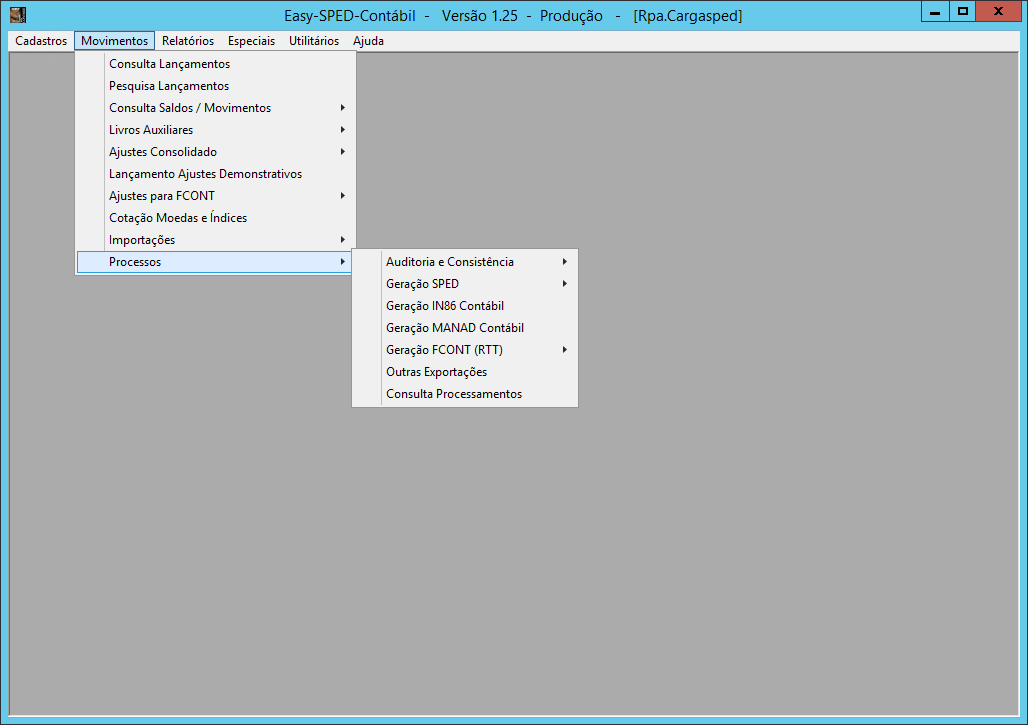 Easy-SPED-Contábil - Versão 1.25 - Produção - [Rpa.Cargasped]
Cadastros Movimentos Relatórios Especiais Utilitários Ajuda
Consulta Lançamentos
Pesquisa Lançamentos
Consulta Saldos / Movimentos
Livros Auxiliares
Ajustes Consolidado
Lançamento Ajustes Demonstrativos
Ajustes para FCONT
Cotação Moedas e Índices
Importações
Processos
Auditoria e Consistência
Geração SPED
Geração IN86 Contábil
Geração MANAD Contábil
Geração FCONT (RTT)
Outras Exportações
Consulta Processamentos